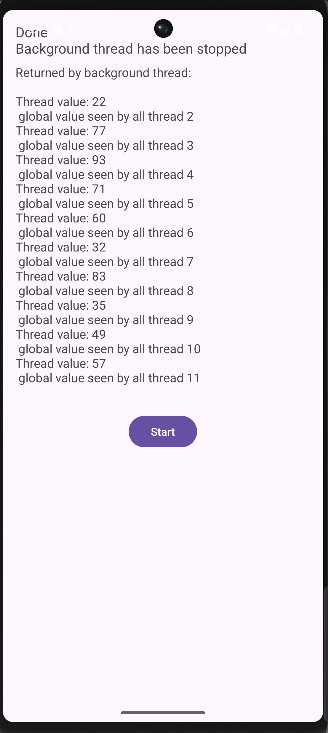 Done
Background thread has been stopped
Returned by background thread:
Thread value: 22
global value seen by all thread 2
Thread value: 77
global value seen by all thread 3
Thread value: 93
global value seen by all thread 4
Thread value: 71
global value seen by all thread 5
Thread value: 60
global value seen by all thread 6
Thread value: 32
global value seen by all thread 7
Thread value: 83
global value seen by all thread 8
Thread value: 35
global value seen by all thread 9
Thread value: 49
global value seen by all thread 10
Thread value: 57
global value seen by all thread 11
Start